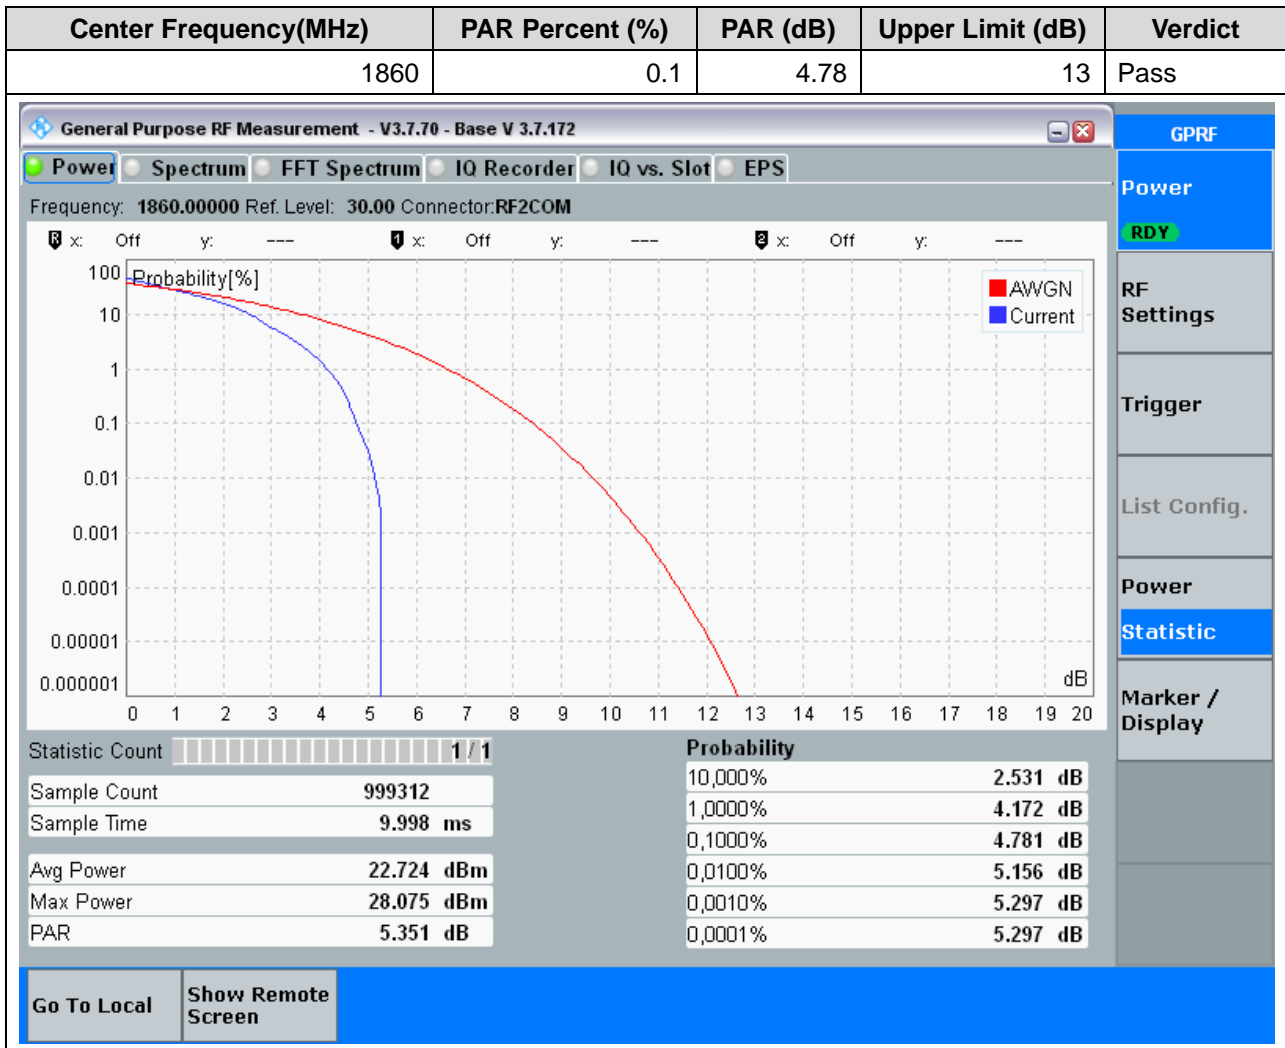 Center Frequency(MHz) PAR Percent (%) PAR (dB) Upper Limit (dB) Verdict
1860 0.1 4.78 13 Pass
General Purpose RF Measurement - V3.7.70 - Base V 3.7.172
GPRF
Power Spectrum FFT Spectrum IQ Recorder IQ vs. Slot EPS
Frequency: 1860.00000 Ref. Level: 30.00 Connector:RF2COM
R x: Off y: --- 1 x: Off y: --- 2 x: Off y: ---
Probability[%]
AWGN
Current
100
10
1
0.1
0.01
0.001
0.0001
0.00001
0.000001
dB
0 1 2 3 4 5 6 7 8 9 10 11 12 13 14 15 16 17 18 19 20
Statistic Count 1 / 1
Sample Count 999312
Sample Time 9.998 ms
Avg Power 22.724 dBm
Max Power 28.075 dBm
PAR 5.351 dB
Probability
10,000% 2.531 dB
1,0000% 4.172 dB
0,1000% 4.781 dB
0,0100% 5.156 dB
0,0010% 5.297 dB
0,0001% 5.297 dB
Power
RDY
RF
Settings
Trigger
List Config.
Power
Statistic
Marker /
Display
Go To Local
Show Remote
Screen